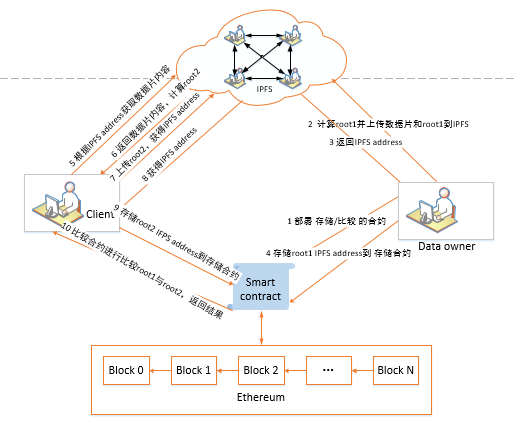 IPFS
5 根据IPFS address获取数据片内容
6 返回数据片内容，计算root2
7 上传root2，获得IPFS address
8 获得IPFS address
2 计算root1并上传数据片和root1到IPFS
3 返回IPFS address
Client
Data owner
9 存储root2 IPFS address到存储合约
10 比较合约进行比较root1与root2，返回结果
1 部署 存储/比较 的合约
4 存储root1 IPFS address到 存储合约
Smart
contract
Block 0
Block 1
Block 2
...
Block N
Ethereum